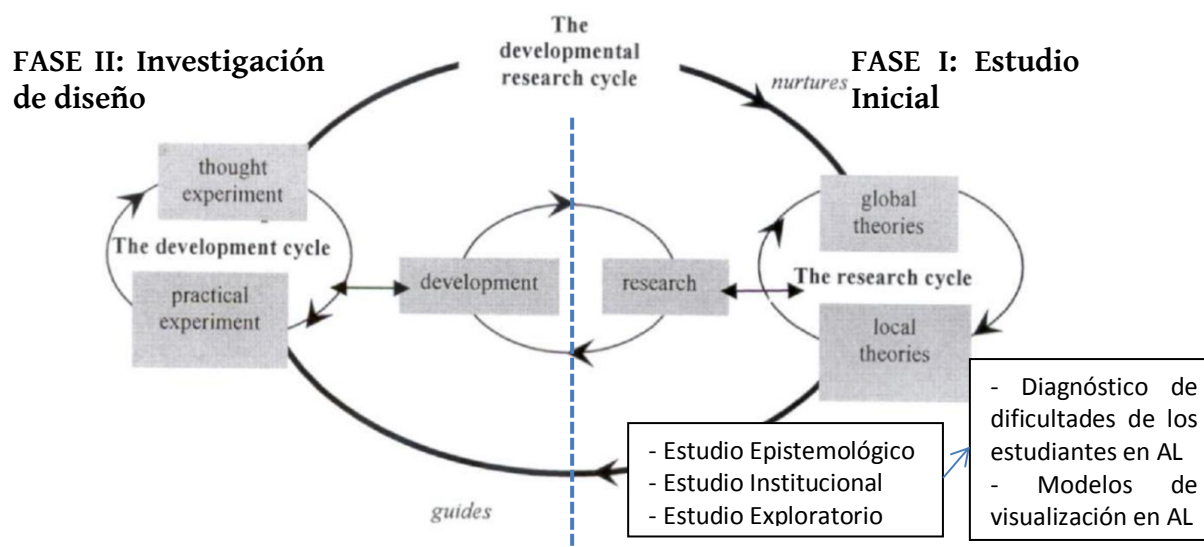 The
developmental
research cycle
FASE II: Investigación
de diseño
FASE I: Estudio
Inicial
nurtures
thought
experiment
The development cycle
practical
experiment
development
research
global
theories
The research cycle
local
theories
guides
- Estudio Epistemológico
- Estudio Institucional
- Estudio Exploratorio
- Diagnóstico de
dificultades de los
estudiantes en AL
- Modelos de
visualización en AL